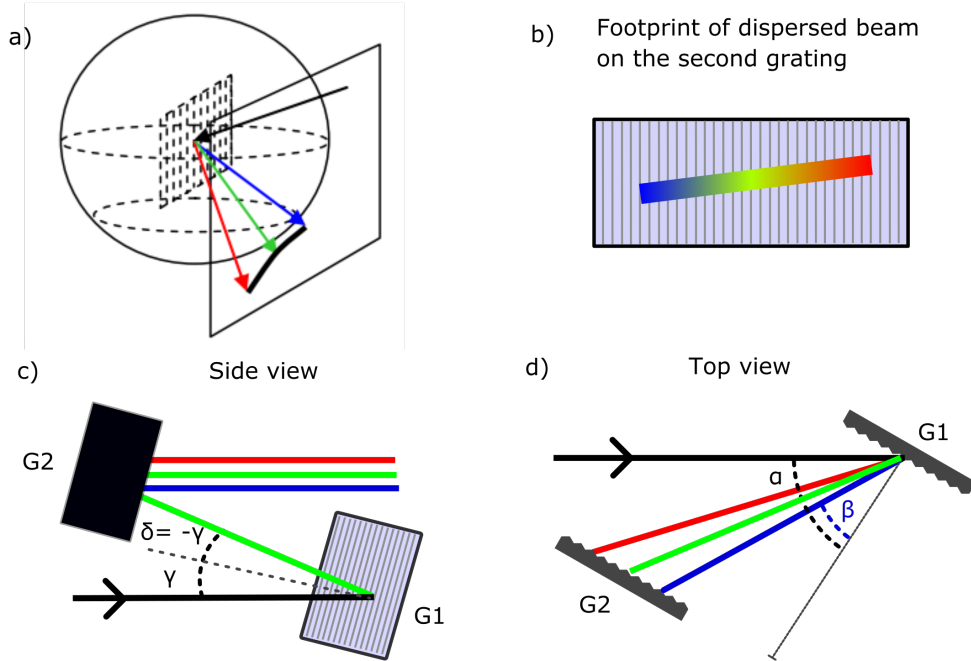 a)
b)
Footprint of dispersed beam
on the second grating
c)
Side view
G2
δ= -γ
γ
G1
d)
Top view
G1
α
β
G2